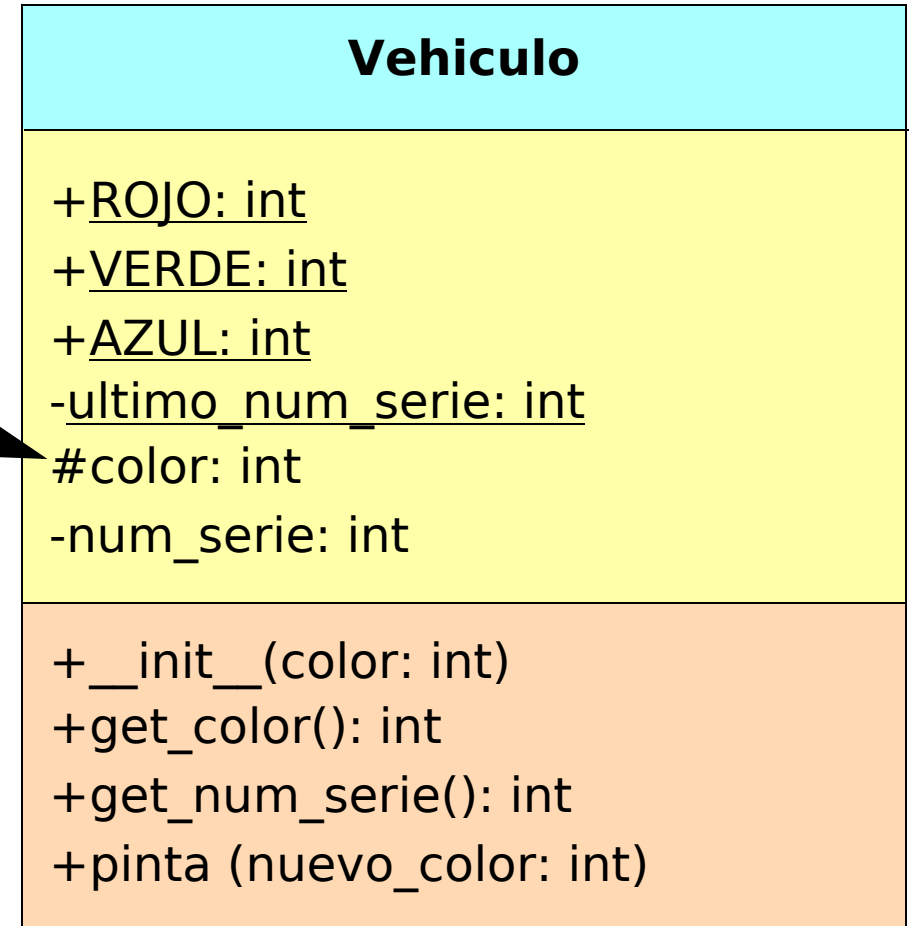 Vehiculo
+ROJO: int
+VERDE: int
+AZUL: int
-ultimo_num_serie: int
#color: int
-num_serie: int
+__init__(color: int)
+get_color(): int
+get_num_serie(): int
+pinta (nuevo_color: int)